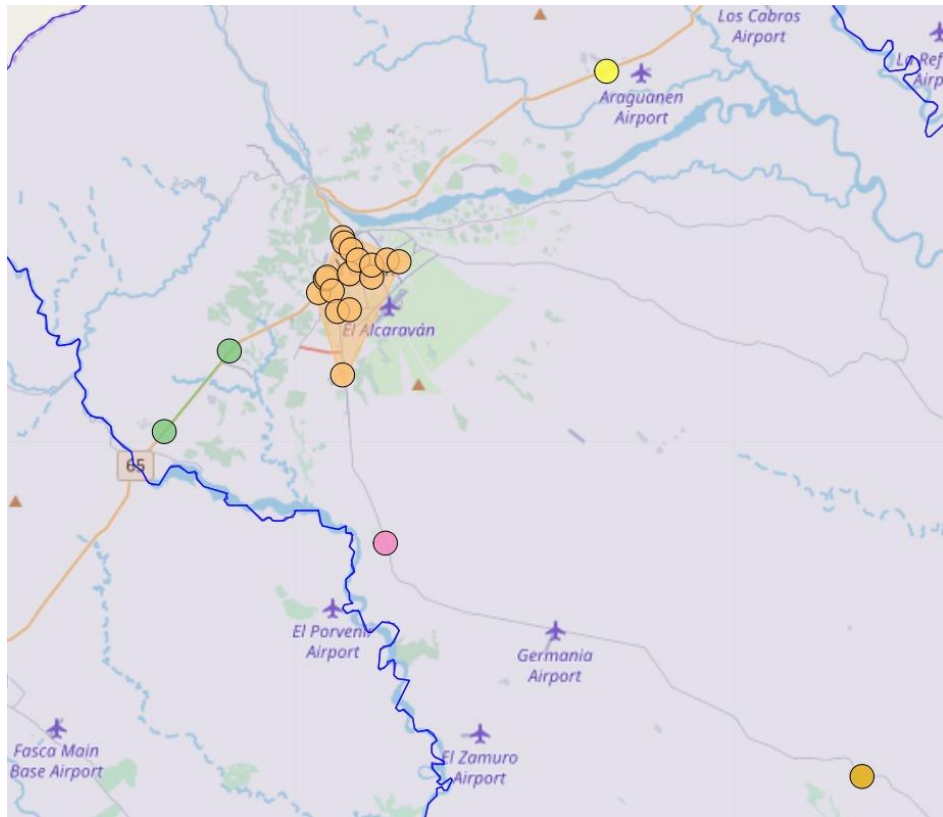 Los Cabros
Airport
Araguanen
Airport
El Alcaraván
65
El Porvenir
Airport
Germania
Airport
El Zamuro
Airport
Fasca Main
Base Airport